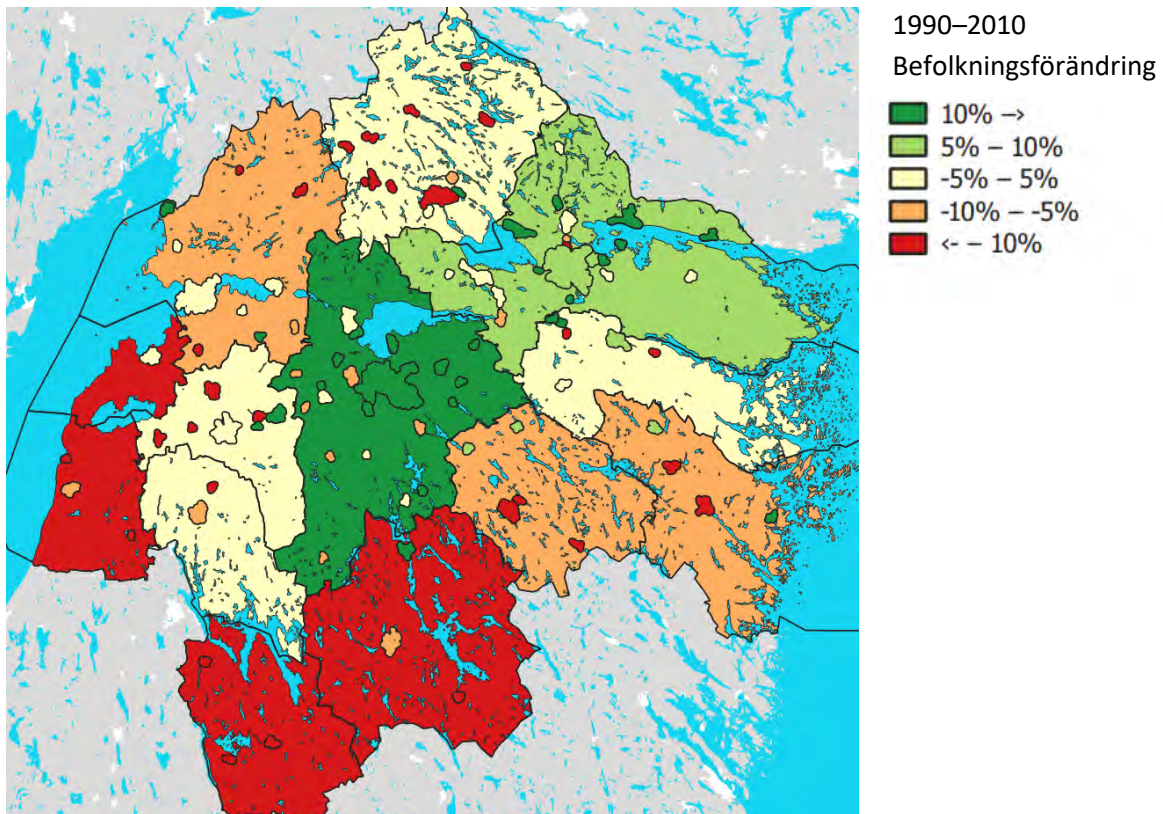 1990–2010
Befolkningsförändring
10% ->
5% – 10%
-5% – 5%
-10% – -5%
<- – 10%